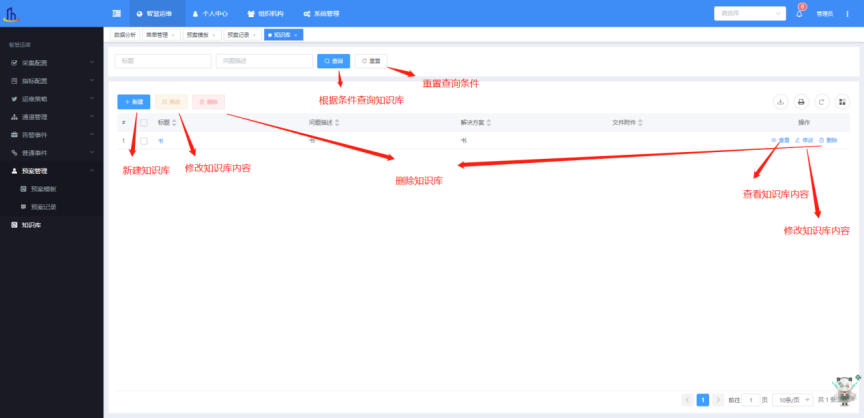 智慧运维
个人中心
组织机构
系统管理
请选择
8
管理员
智慧运维
数据分析
菜单管理
预案模板
预案记录
知识库
采集配置
指标配置
运维策略
通道管理
告警事件
普通事件
预案管理
预案模板
预案记录
知识库
标题
问题描述
查询
重置
重置查询条件
根据条件查询知识库
新建
修改
删除
# 标题 问题描述 解决方案 文件附件 操作
1 书 书 书 查看 修改 删除
新建知识库
修改知识库内容
删除知识库
查看知识库内容
修改知识库内容
1 前往 1 页 10条/页 共 1 条